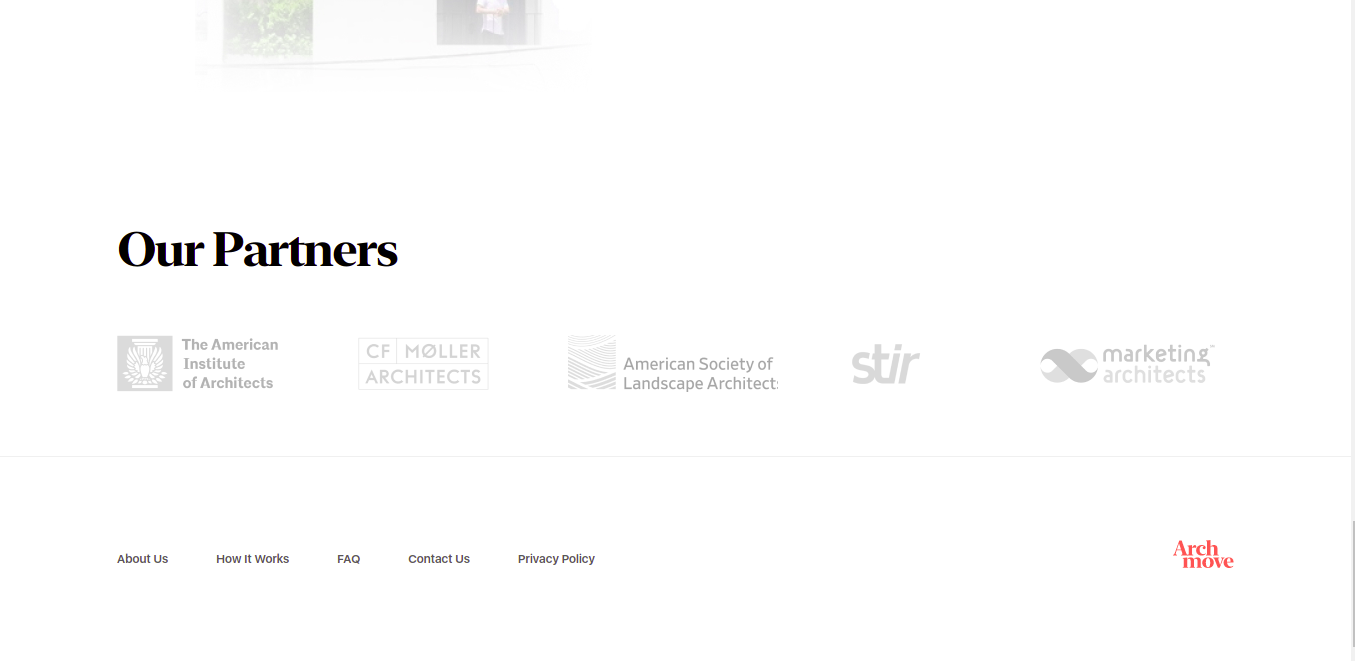 Our Partners
The American
Institute
of Architects
CF MØLLER
ARCHITECTS
American Society of
Landscape Architects
stir
marketing™
architects
About Us How It Works FAQ Contact Us Privacy Policy
Arch
move